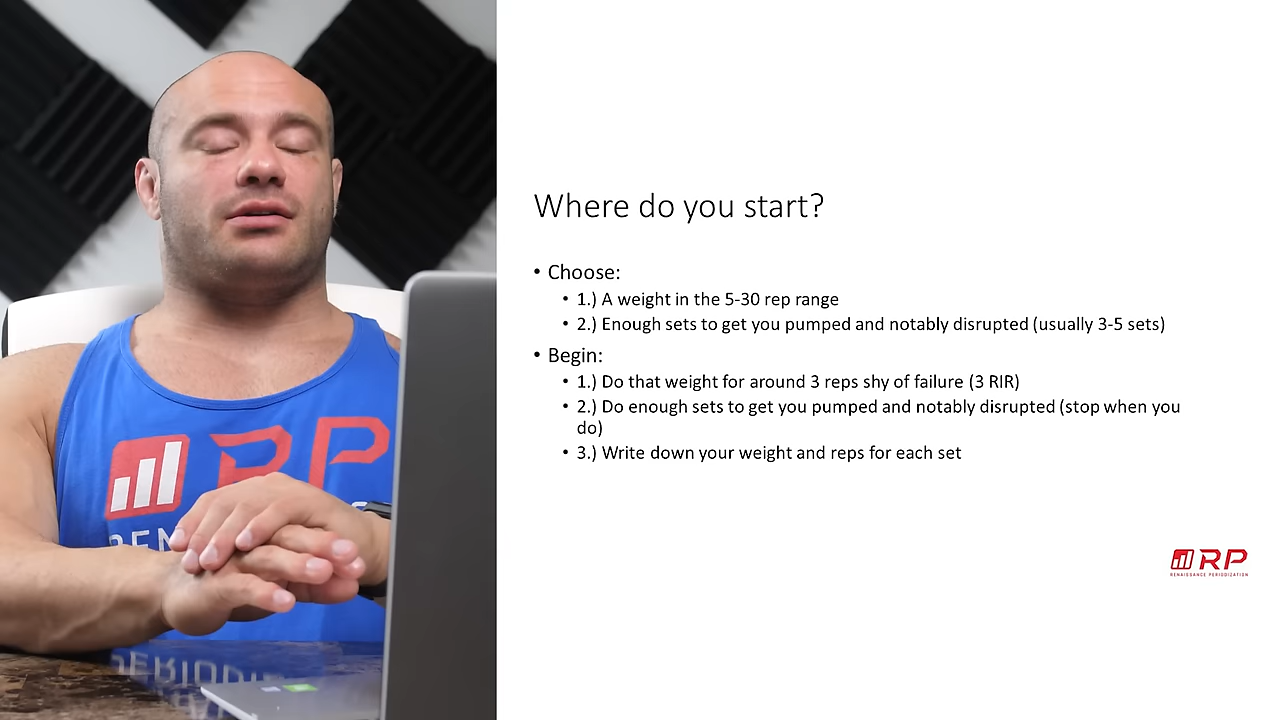 Where do you start?
• Choose:
• 1.) A weight in the 5-30 rep range
• 2.) Enough sets to get you pumped and notably disrupted (usually 3-5 sets)
• Begin:
• 1.) Do that weight for around 3 reps shy of failure (3 RIR)
• 2.) Do enough sets to get you pumped and notably disrupted (stop when you
do)
• 3.) Write down your weight and reps for each set
RP
RENAISSANCE PERIODIZATION
RP